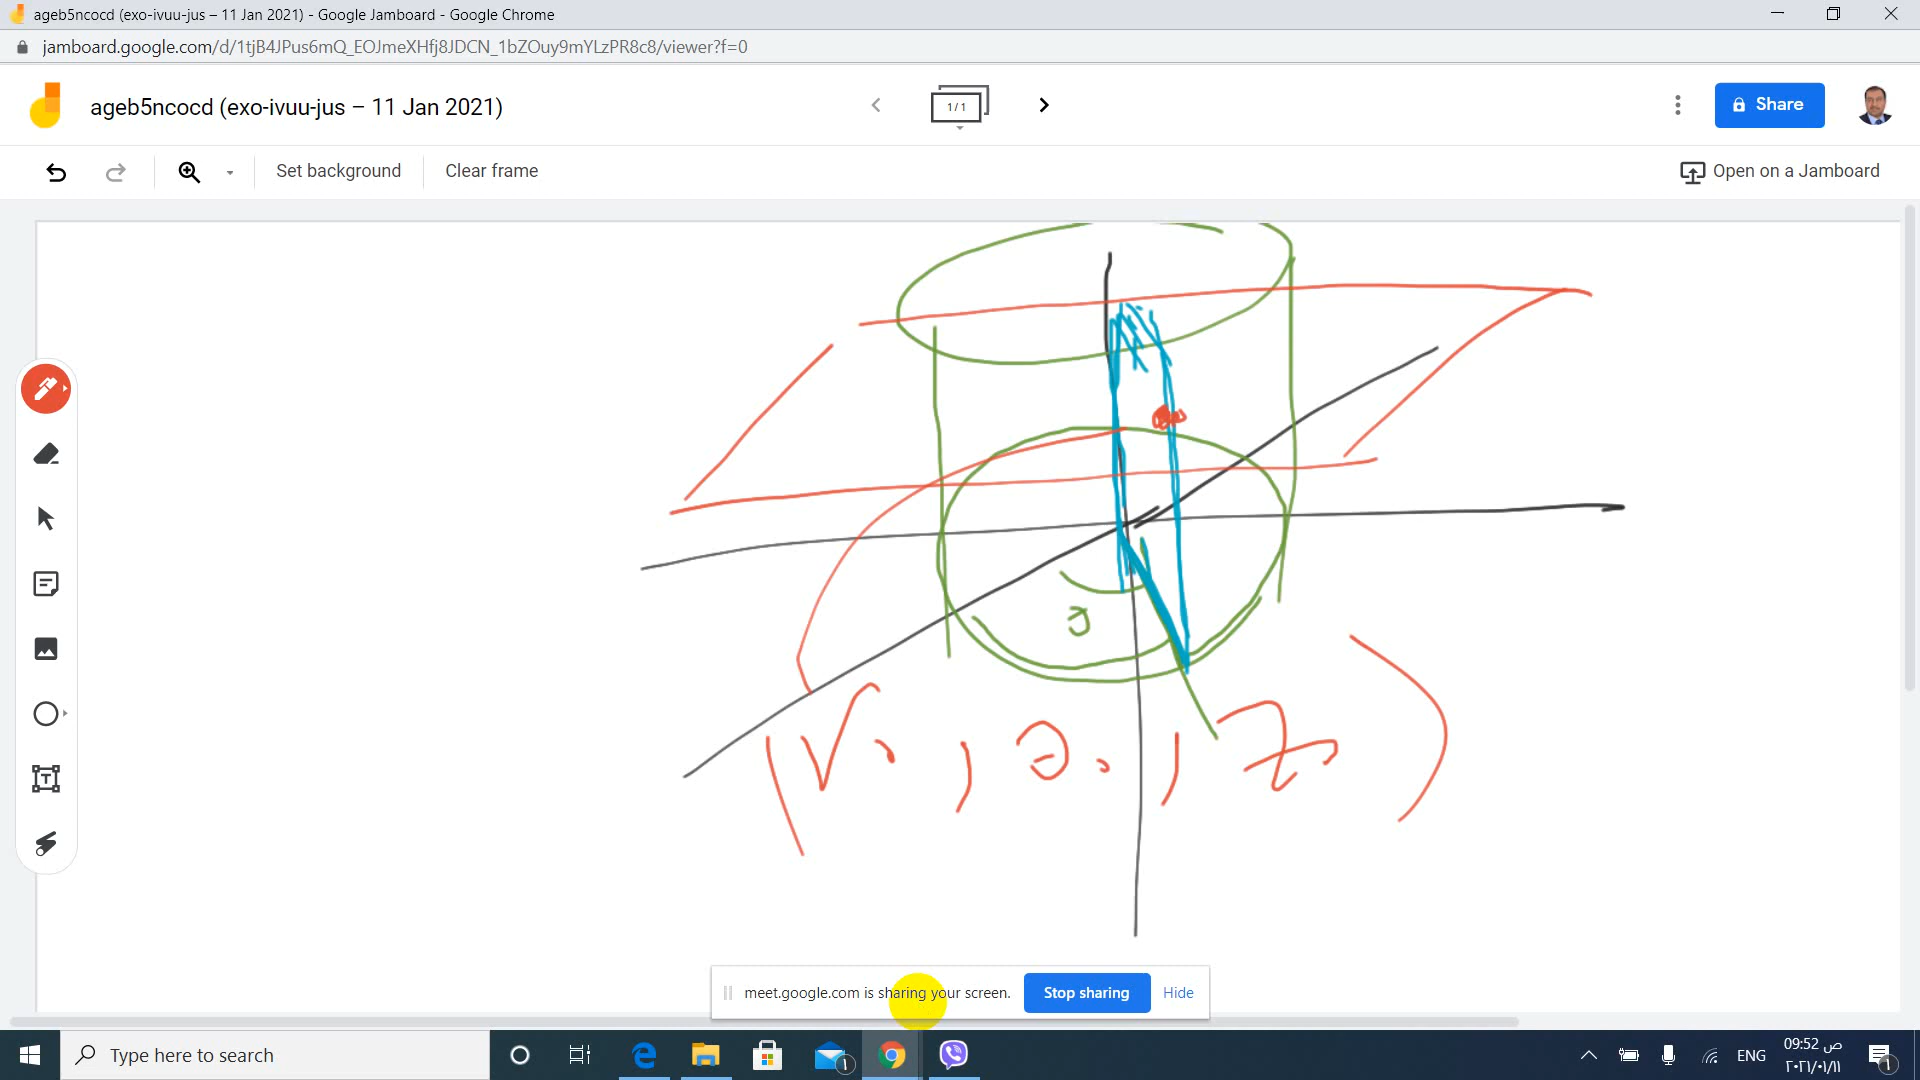 ageb5ncocd (exo-ivuu-jus – 11 Jan 2021) - Google Jamboard - Google Chrome
jamboard.google.com/d/1tjB4JPus6mQ_EOJmeXHfj8JDCN_1bZOuy9mYLzPR8c8/viewer?f=0
ageb5ncocd (exo-ivuu-jus – 11 Jan 2021)
1 / 1
Share
Set background
Clear frame
Open on a Jamboard
meet.google.com is sharing your screen.
Stop sharing
Hide
Type here to search
ENG
09:52 ص
٢٠٢١/٠١/١١